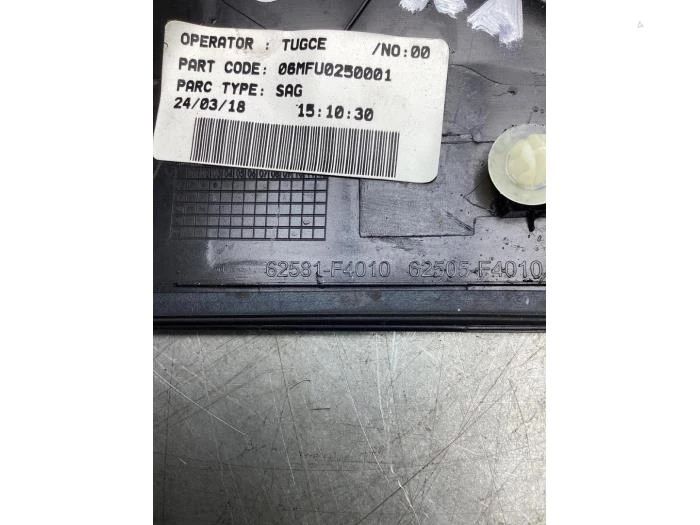 OPERATOR : TUGCE /NO:00
PART CODE: 06MFU0250001
PARC TYPE: SAG
24/03/18 15:10:30
62581-F4010 62505-F4010